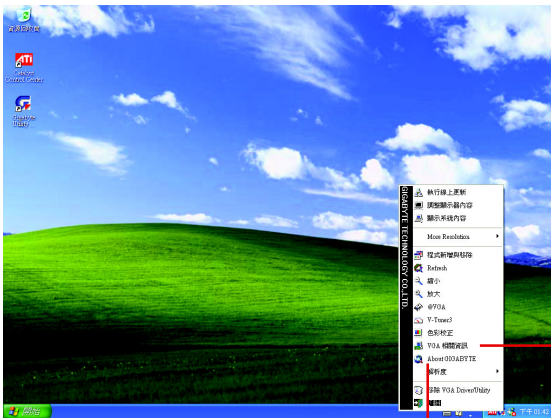 資源回收筒
ATI
Catalyst
Control Center
Gigabyte
Utility
GIGABYTE TECHNOLOGY CO.,LTD.
執行線上更新
調整顯示器內容
顯示系統內容
More Resolution
程式新增與移除
Refresh
縮小
放大
@VGA
V-Tuner3
色彩校正
VGA 相關資訊
About GIGABYTE
解析度
移除 VGA Driver/Utility
離開
開始
下午 01:42